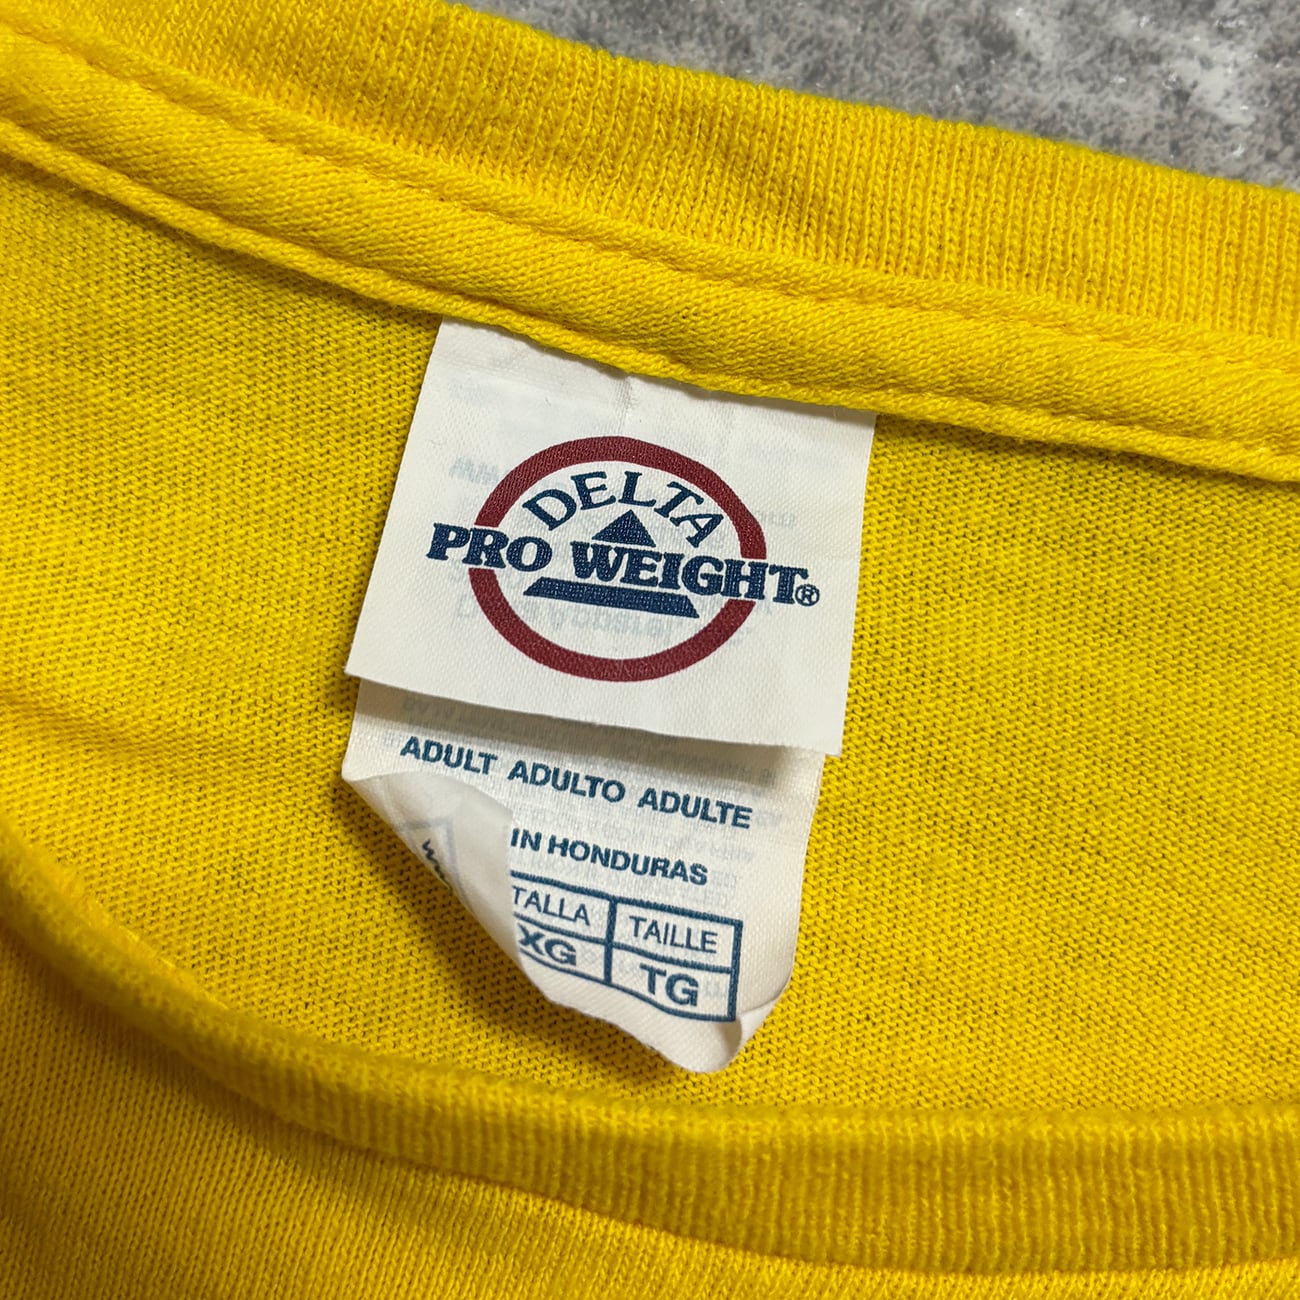 DELTA
PRO WEIGHT®
ADULT ADULTO ADULTE
IN HONDURAS
TALLA TAILLE
XG TG